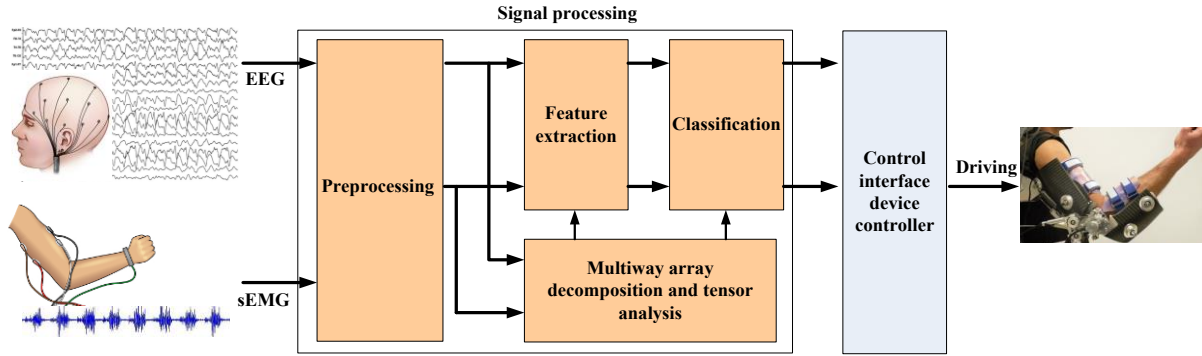 Signal processing
EEG
sEMG
Preprocessing
Feature
extraction
Classification
Multiway array
decomposition and tensor
analysis
Control
interface
device
controller
Driving